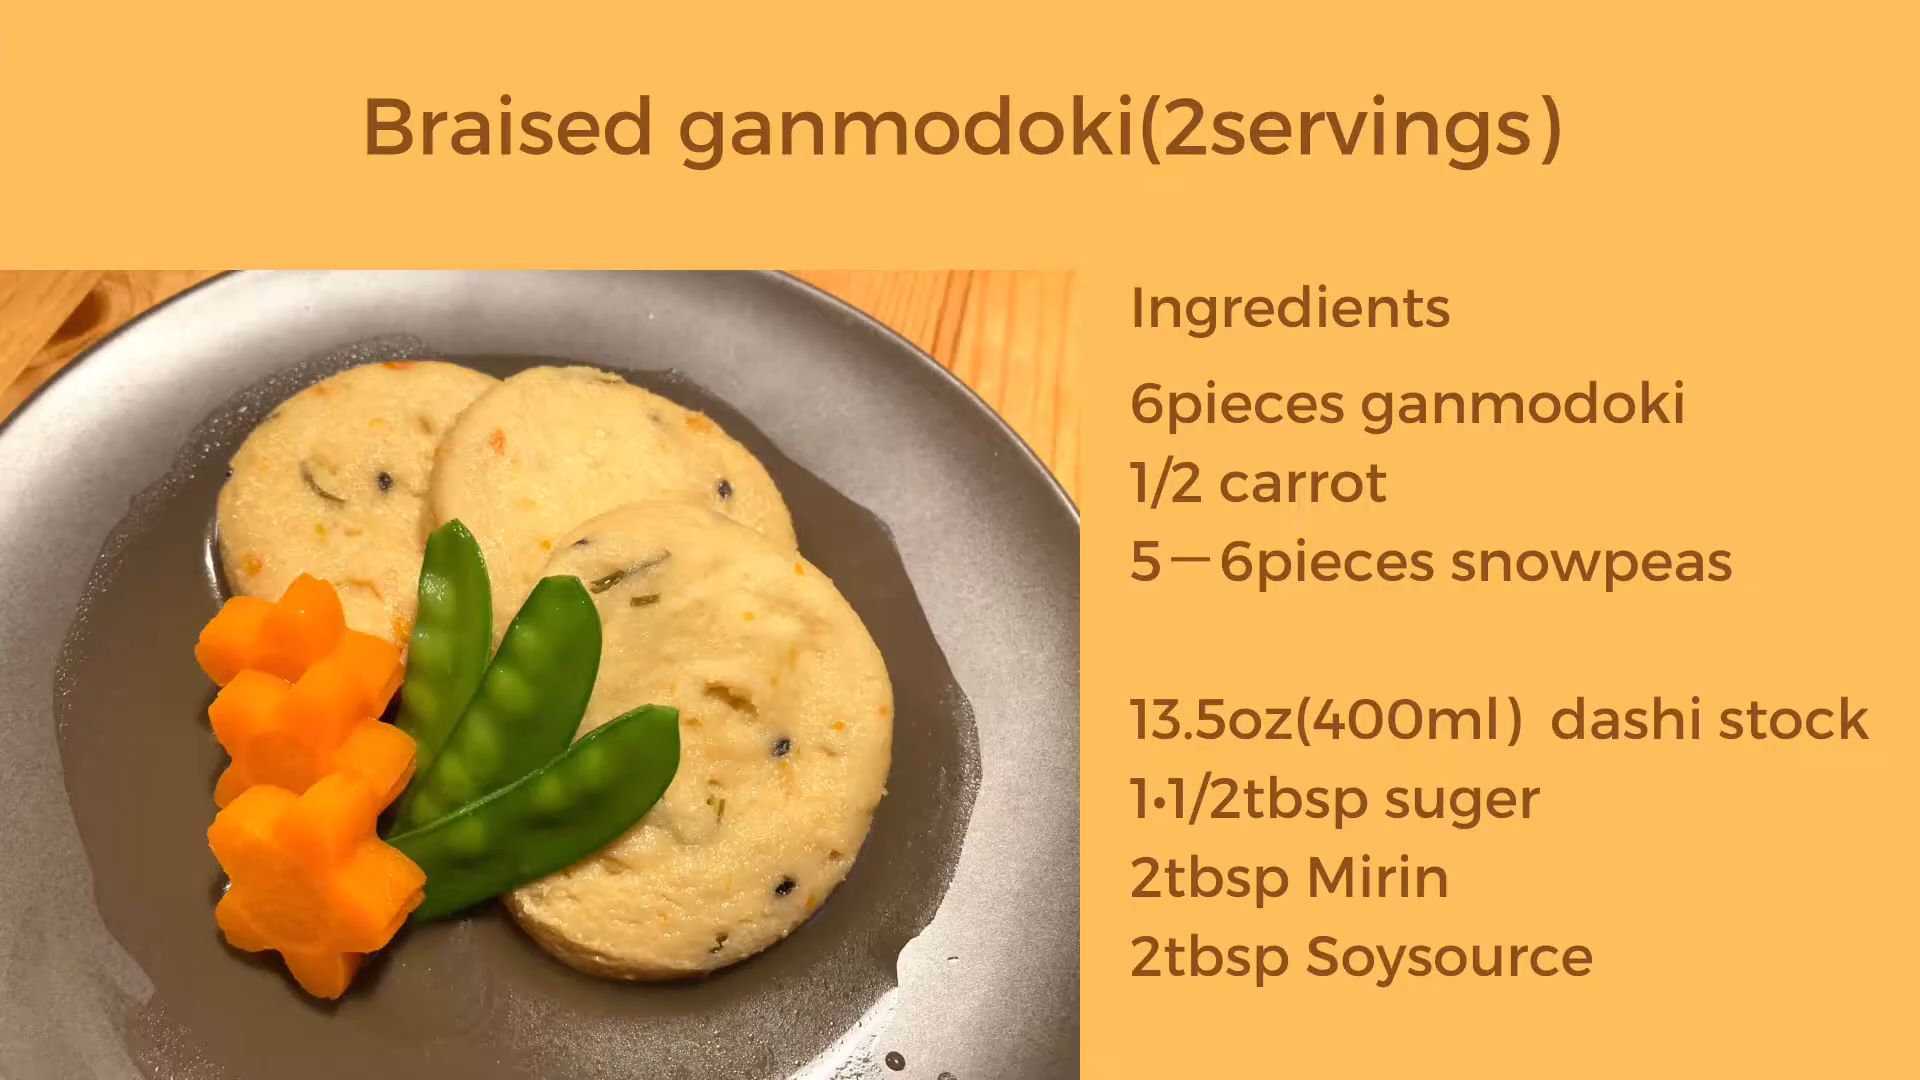 Braised ganmodoki(2servings)
Ingredients
6pieces ganmodoki
1/2 carrot
5－6pieces snowpeas
13.5oz(400ml) dashi stock
1•1/2tbsp suger
2tbsp Mirin
2tbsp Soysource